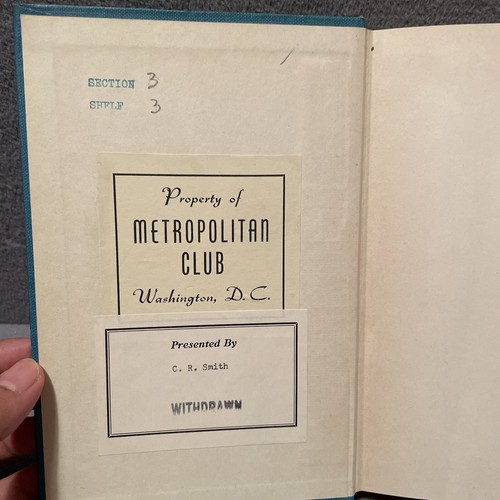 SECTION 3
SHELF 3
Property of
METROPOLITAN
CLUB
Washington, D.C.
Presented By
C. R. Smith
WITHDRAWN